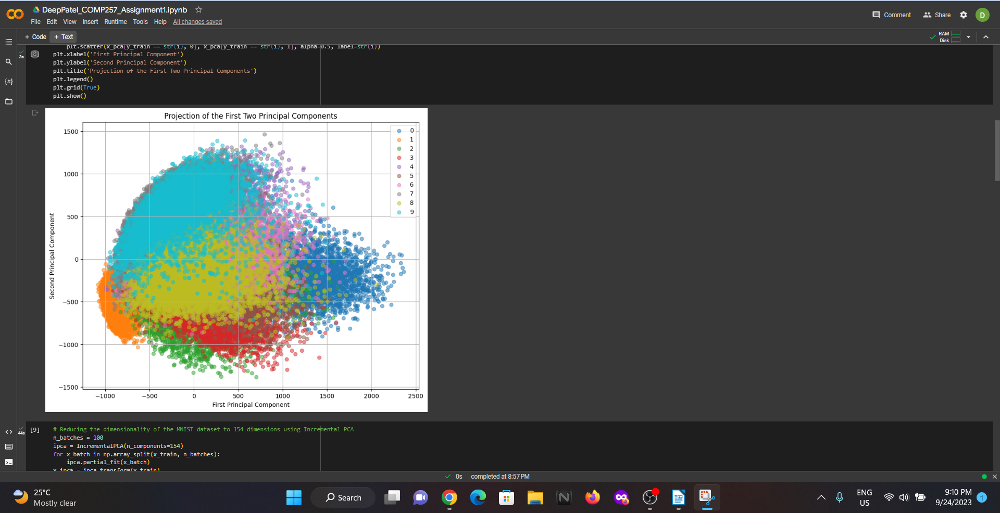 DeepPatel_COMP257_Assignment1.ipynb
File Edit View Insert Runtime Tools Help All changes saved
Comment Share D
+ Code + Text
RAM
Disk
plt.scatter(x_pca[y_train == str(i), 0], x_pca[y_train == str(i), 1], alpha=0.5, label=str(i))
3s
[8]
plt.xlabel('First Principal Component')
plt.ylabel('Second Principal Component')
plt.title('Projection of the First Two Principal Components')
plt.legend()
plt.grid(True)
plt.show()
Projection of the First Two Principal Components
1500
1000
500
0
−500
−1000
−1500
Second Principal Component
0
1
2
3
4
5
6
7
8
9
−1000 −500 0 500 1000 1500 2000 2500
First Principal Component
44s
[9]
# Reducing the dimensionality of the MNIST dataset to 154 dimensions using Incremental PCA
n_batches = 100
ipca = IncrementalPCA(n_components=154)
for x_batch in np.array_split(x_train, n_batches):
ipca.partial_fit(x_batch)
x_ipca = ipca.transform(x_train)
0s completed at 8:57 PM
25°C
Mostly clear
Search
ENG
US
9:10 PM
9/24/2023
1